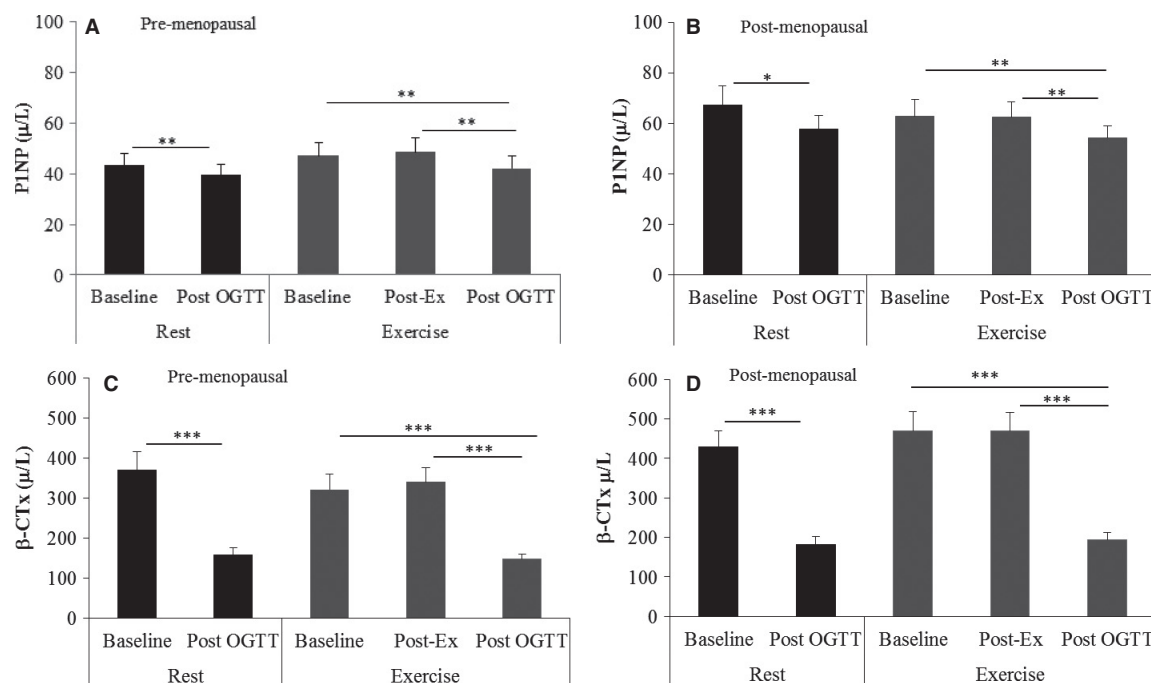 A
Pre-menopausal
P1NP (μ/L)
100
80
60
40
20
0
**
**
**
Baseline Post OGTT Baseline Post-Ex Post OGTT
Rest Exercise
B
Post-menopausal
P1NP (μ/L)
100
80
60
40
20
0
*
**
**
Baseline Post OGTT Baseline Post-Ex Post OGTT
Rest Exercise
C
Pre-menopausal
β-CTx (μ/L)
600
500
400
300
200
100
0
***
***
***
Baseline Post OGTT Baseline Post-Ex Post OGTT
Rest Exercise
D
Post-menopausal
β-CTx μ/L
600
500
400
300
200
100
0
***
***
***
Baseline Post OGTT Baseline Post-Ex Post OGTT
Rest Exercise